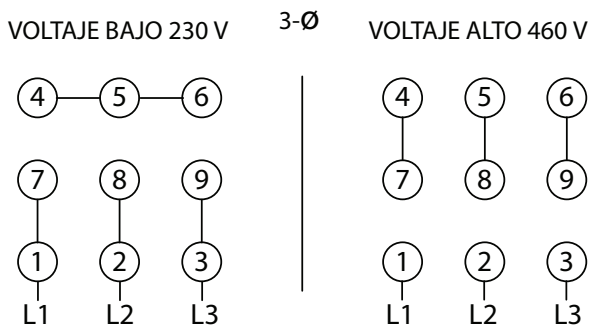 3-Ø
VOLTAJE BAJO 230 V
4 5 6
7 8 9
1 2 3
L1 L2 L3
VOLTAJE ALTO 460 V
4 5 6
7 8 9
1 2 3
L1 L2 L3